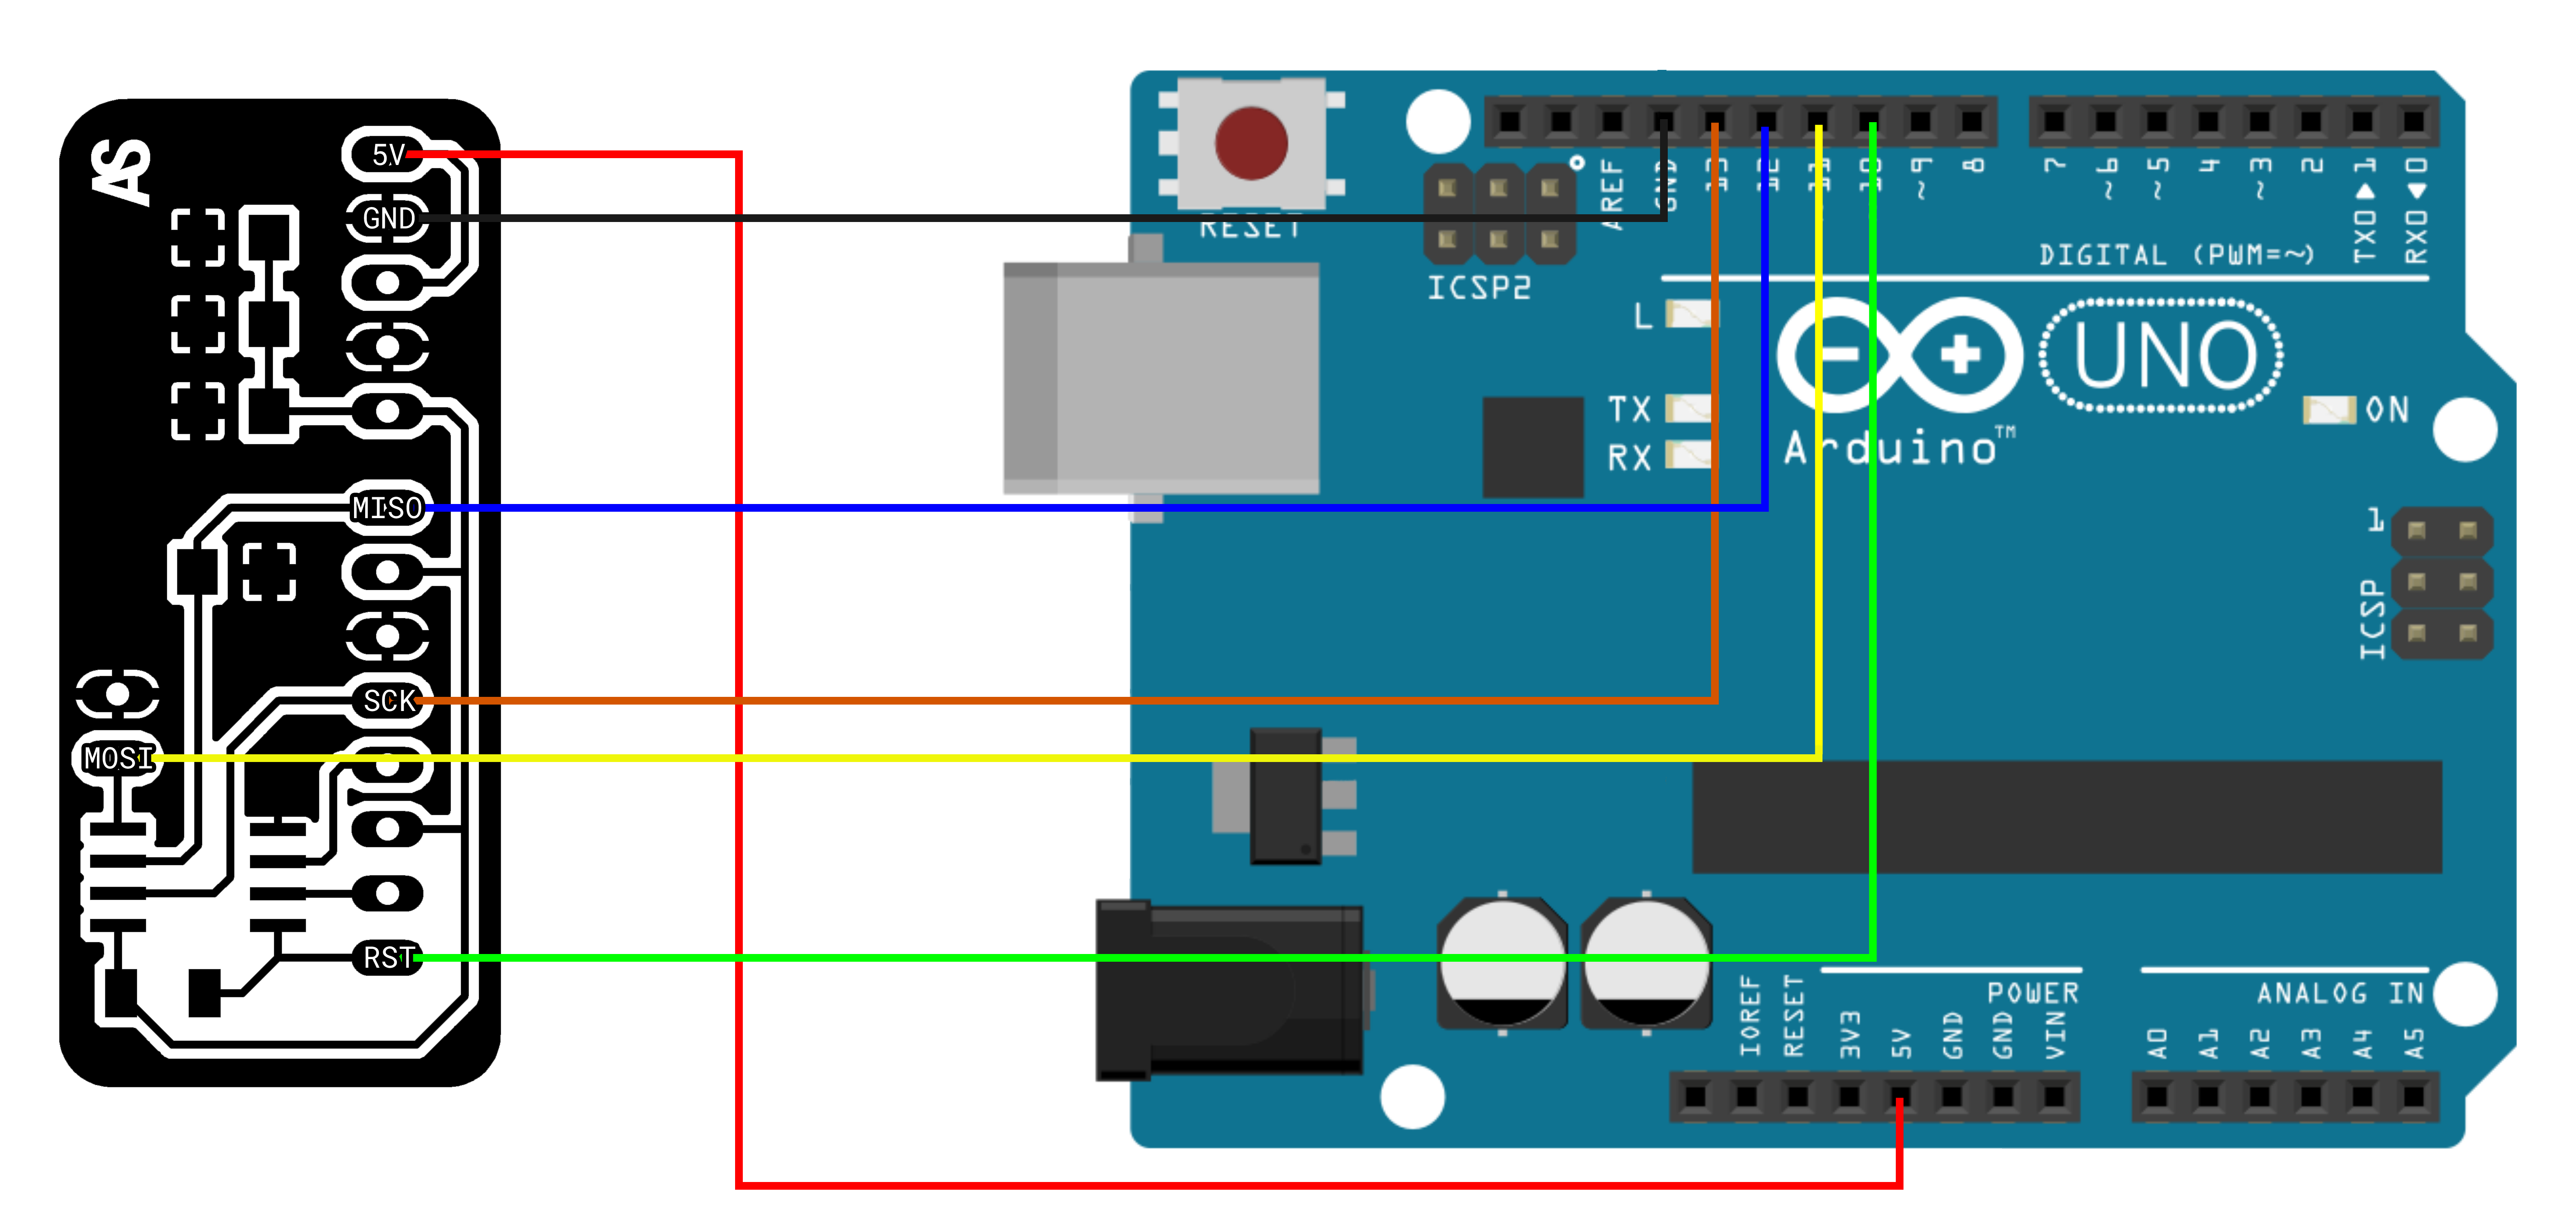 AS
5V
GND
MISO
SCK
MOSI
RST
RESET
ICSP2
AREF
GND
13
12
11
10
~9
8
7
~6
~5
4
~3
2
TX0▶1
RX0◀0
DIGITAL (PWM=~)
L
TX
RX
UNO
Arduino™
ON
1
ICSP
IOREF
RESET
3V3
5V
GND
GND
VIN
POWER
ANALOG IN
A0
A1
A2
A3
A4
A5